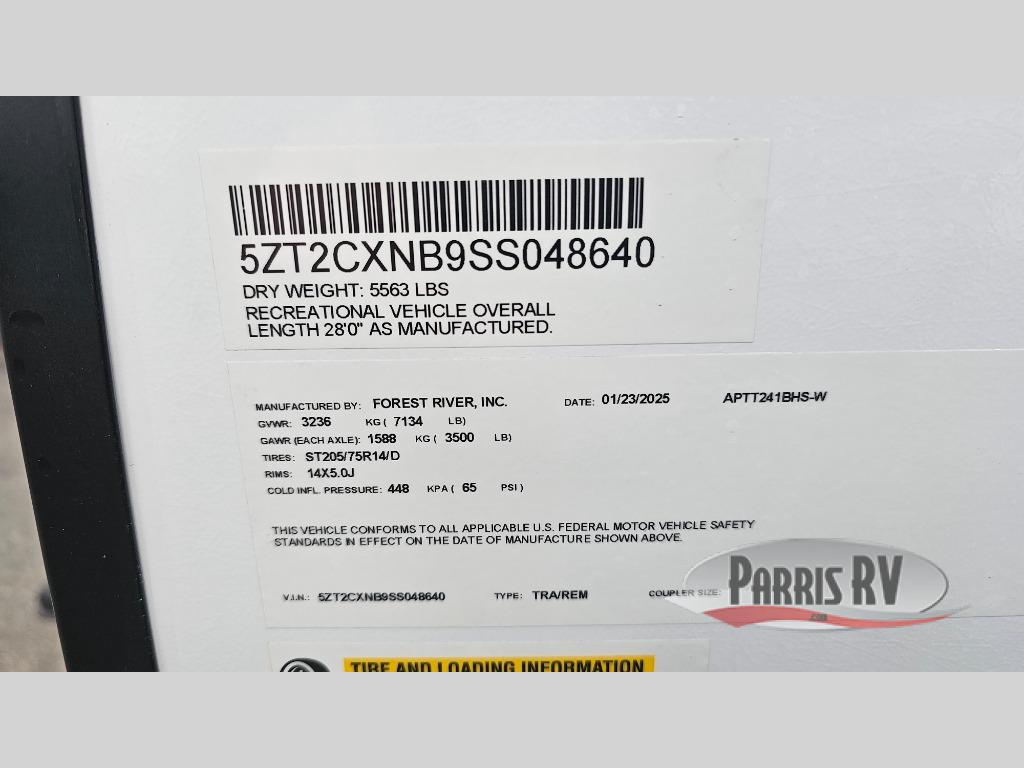 5ZT2CXNB9SS048640
DRY WEIGHT: 5563 LBS
RECREATIONAL VEHICLE OVERALL
LENGTH 28'0" AS MANUFACTURED.
MANUFACTURED BY: FOREST RIVER, INC. DATE: 01/23/2025 APTT241BHS-W
GVWR: 3236 KG ( 7134 LB)
GAWR (EACH AXLE): 1588 KG ( 3500 LB)
TIRES: ST205/75R14/D
RIMS: 14X5.0J
COLD INFL. PRESSURE: 448 KPA ( 65 PSI )
THIS VEHICLE CONFORMS TO ALL APPLICABLE U.S. FEDERAL MOTOR VEHICLE SAFETY
STANDARDS IN EFFECT ON THE DATE OF MANUFACTURE SHOWN ABOVE.
V.I.N.: 5ZT2CXNB9SS048640 TYPE: TRA/REM COUPLER SIZE:
PARRIS RV
.com
TIRE AND LOADING INFORMATION